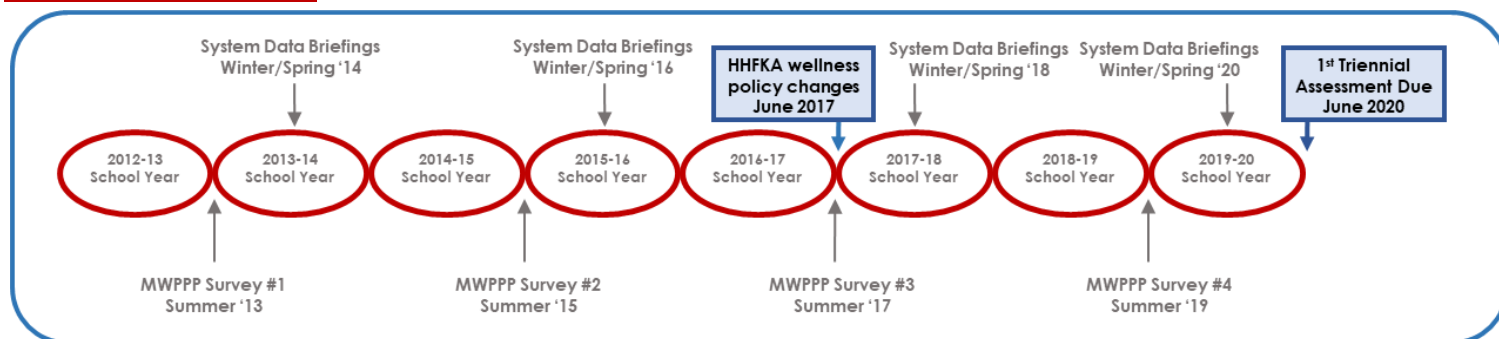 System Data Briefings
Winter/Spring ‘14
System Data Briefings
Winter/Spring ‘16
HHFKA wellness
policy changes
June 2017
System Data Briefings
Winter/Spring ‘18
System Data Briefings
Winter/Spring ‘20
1st Triennial
Assessment Due
June 2020
2012-13
School Year
2013-14
School Year
2014-15
School Year
2015-16
School Year
2016-17
School Year
2017-18
School Year
2018-19
School Year
2019-20
School Year
MWPPP Survey #1
Summer ‘13
MWPPP Survey #2
Summer ‘15
MWPPP Survey #3
Summer ‘17
MWPPP Survey #4
Summer ‘19